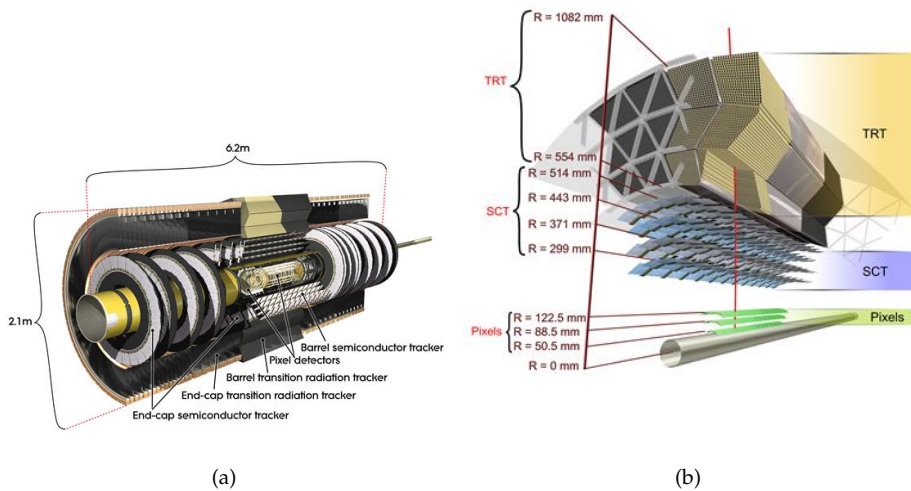 6.2m
2.1m
Barrel semiconductor tracker
Pixel detectors
Barrel transition radiation tracker
End-cap transition radiation tracker
End-cap semiconductor tracker
(a)
R = 1082 mm
TRT
TRT
R = 554 mm
R = 514 mm
R = 443 mm
SCT
R = 371 mm
R = 299 mm
SCT
R = 122.5 mm
Pixels
Pixels
R = 88.5 mm
R = 50.5 mm
R = 0 mm
(b)